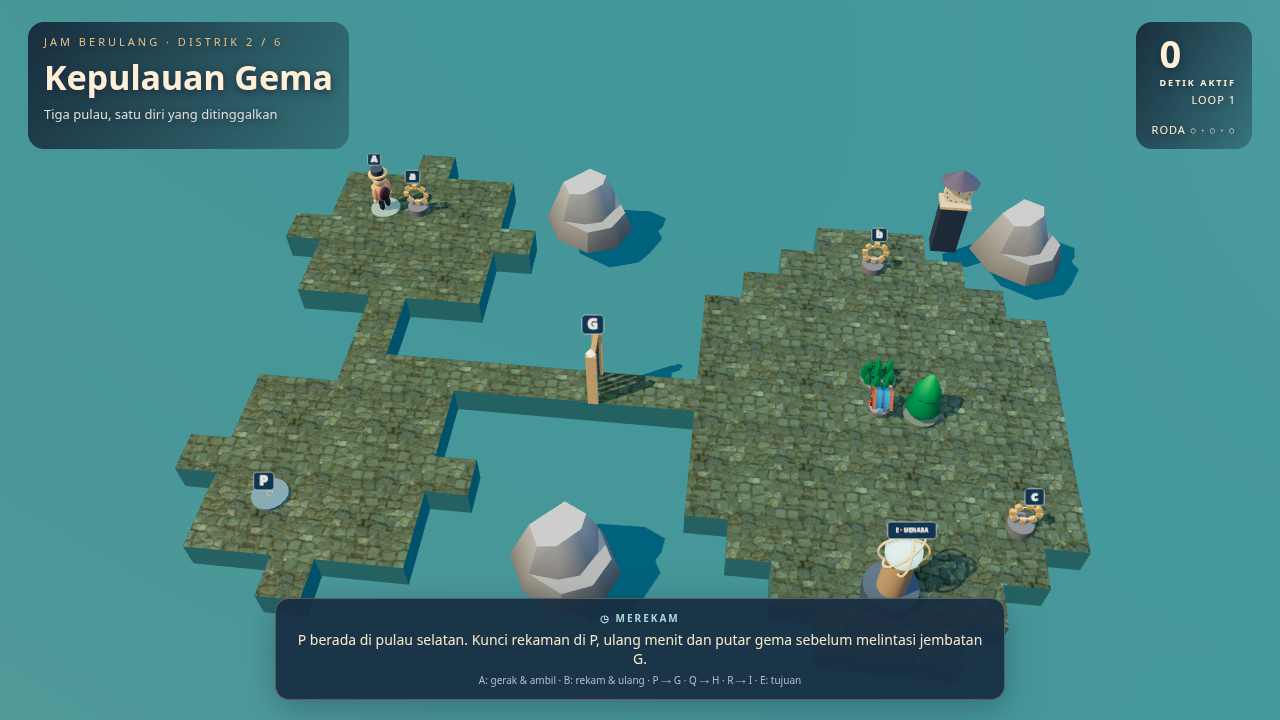 JAM BERULANG · DISTRIK 2 / 6
Kepulauan Gema
Tiga pulau, satu diri yang ditinggalkan
0
DETIK AKTIF
LOOP 1
RODA ○ · ○ · ○
A
a
b
G
P
c
E · MENARA
◷ MEREKAM
P berada di pulau selatan. Kunci rekaman di P, ulang menit dan putar gema sebelum melintasi jembatan
G.
A: gerak & ambil · B: rekam & ulang · P → G · Q → H · R → I · E: tujuan